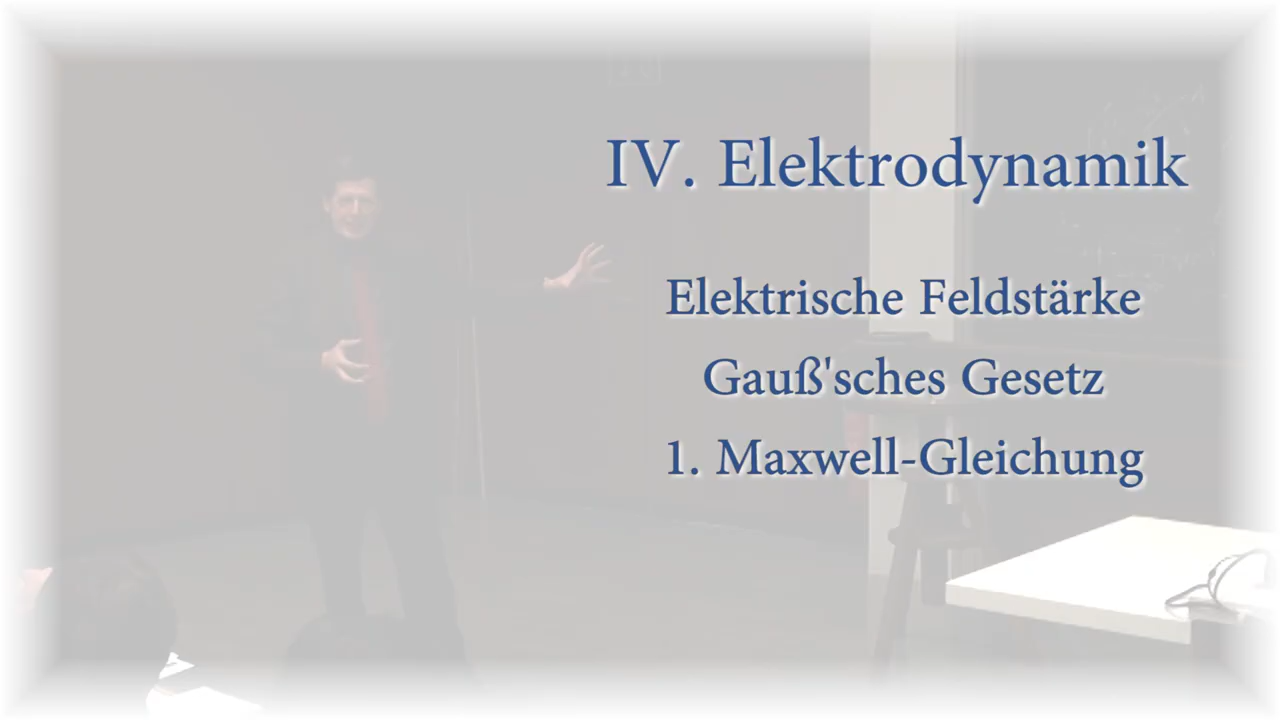 IV. Elektrodynamik
Elektrische Feldstärke
Gauß'sches Gesetz
1. Maxwell-Gleichung